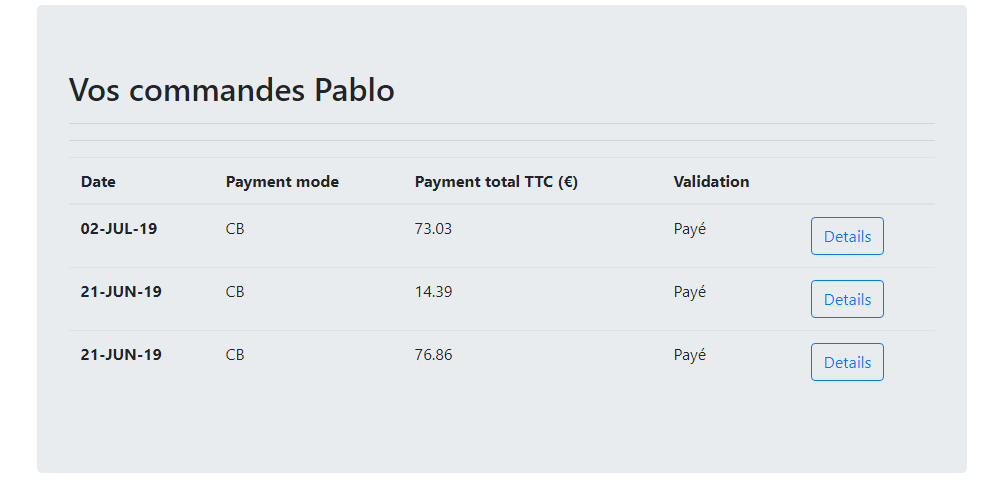 Vos commandes Pablo
Date Payment mode Payment total TTC (€) Validation
02-JUL-19 CB 73.03 Payé Details
21-JUN-19 CB 14.39 Payé Details
21-JUN-19 CB 76.86 Payé Details